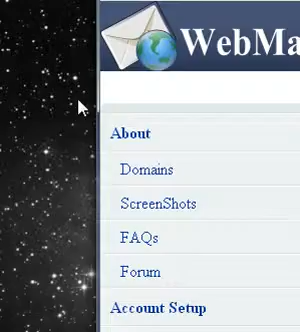 WebMa
About
Domains
ScreenShots
FAQs
Forum
Account Setup